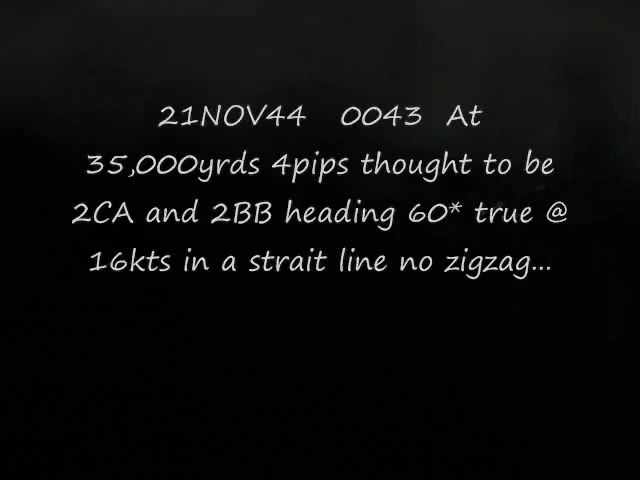 21NOV44 0043 At
35,000yrds 4pips thought to be
2CA and 2BB heading 60* true @
16kts in a strait line no zigzag...